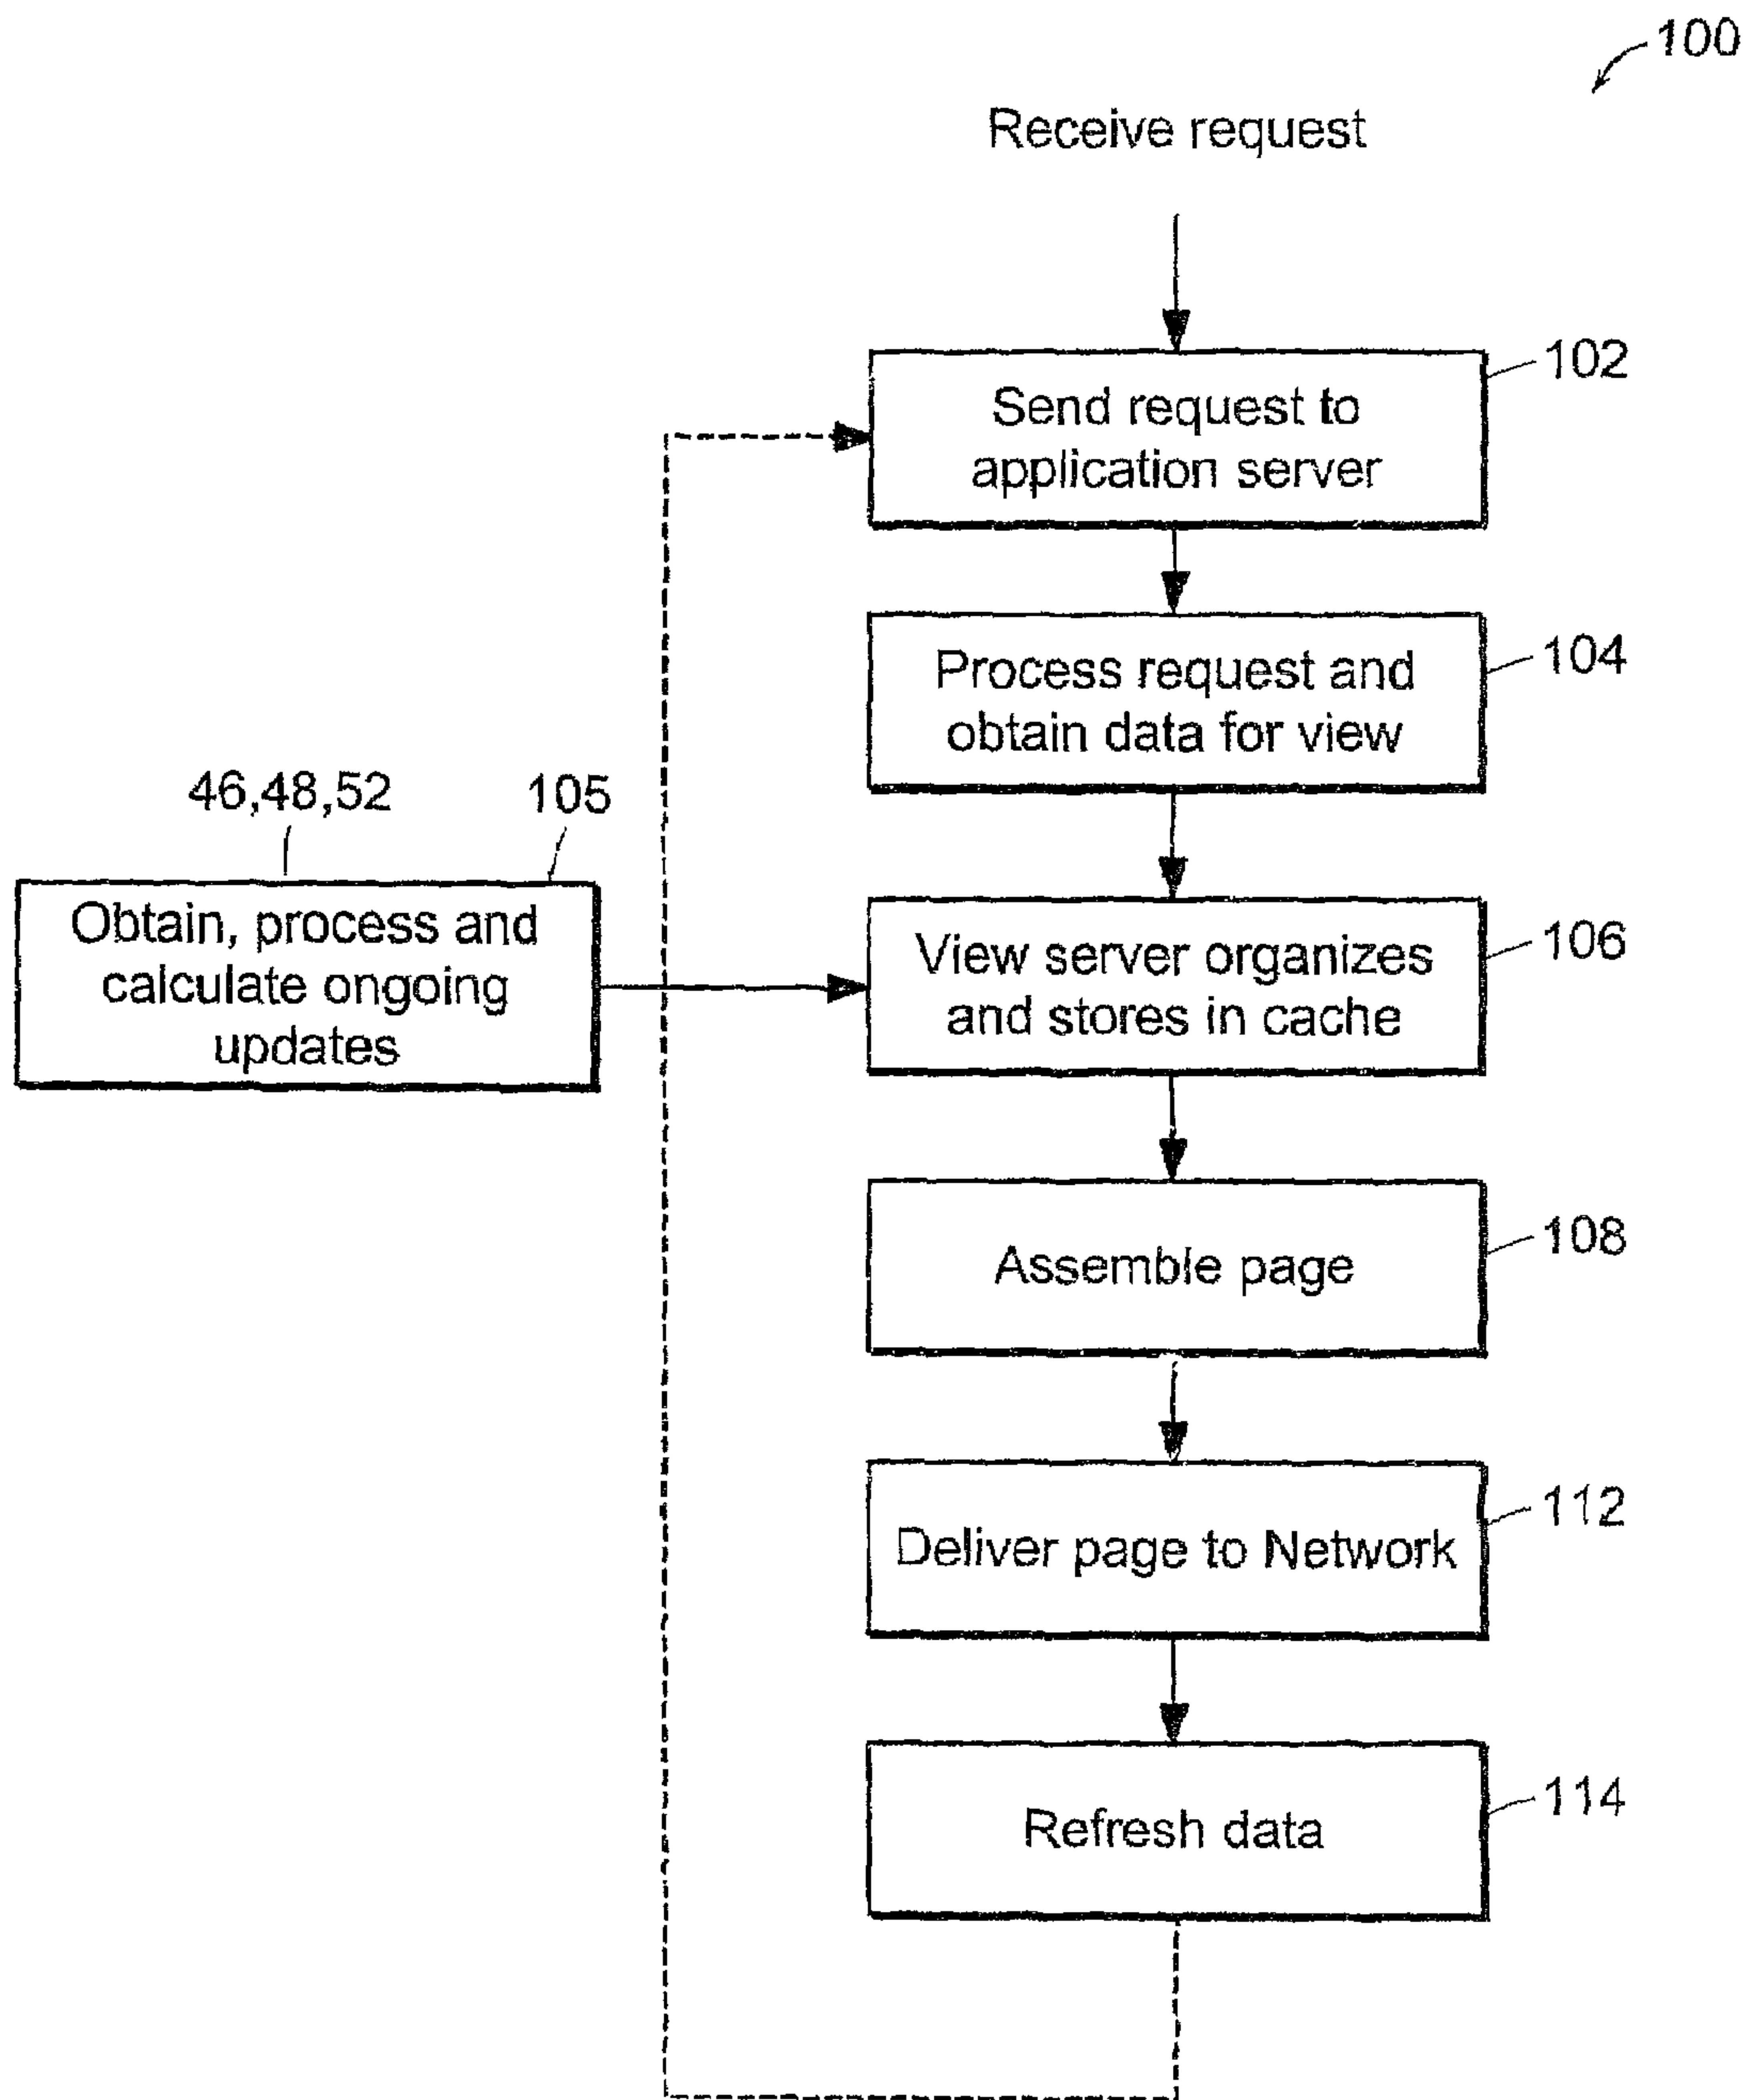 100
Receive request
102
Send request to
application server
104
Process request and
obtain data for view
46,48,52
105
Obtain, process and
calculate ongoing
updates
106
View server organizes
and stores in cache
108
Assemble page
112
Deliver page to Network
114
Refresh data